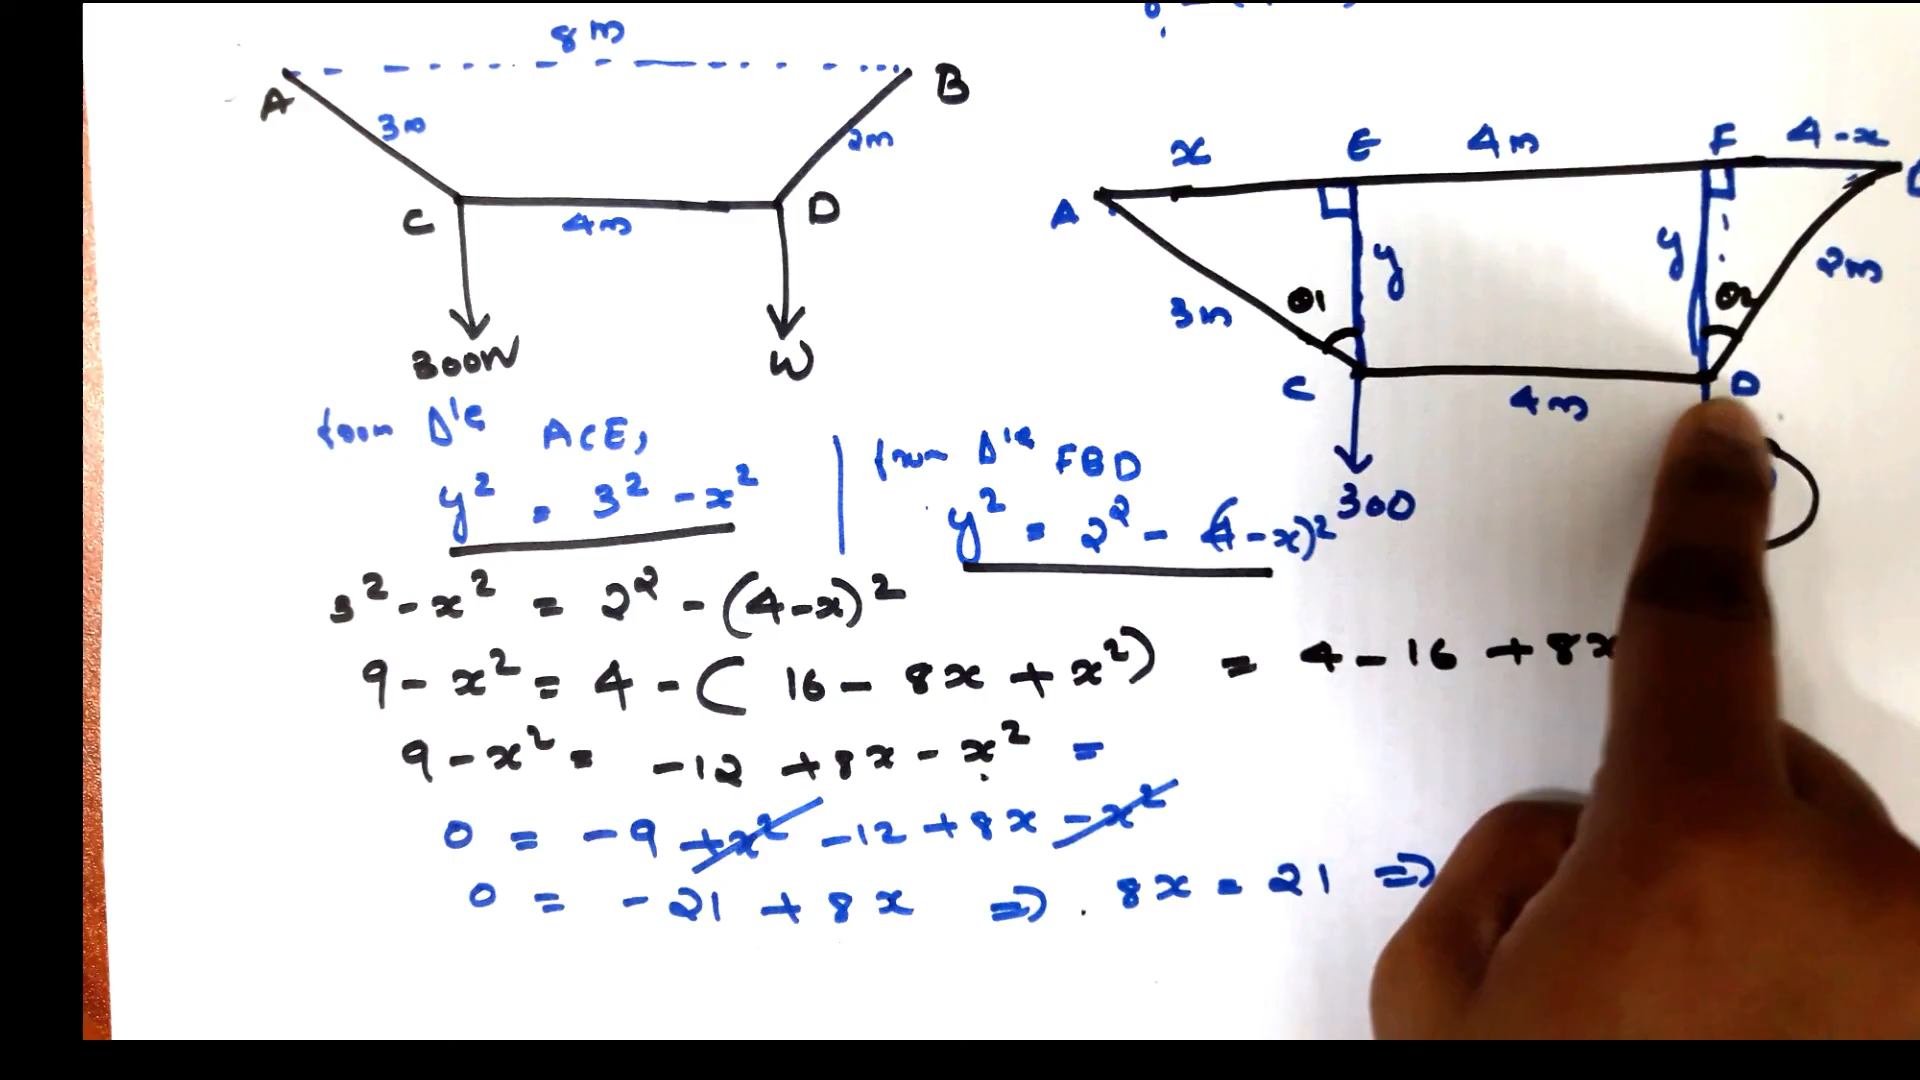 8m
A
B
3m
2m
C
4m
D
300N
W
x
E
4m
F
4-x
A
y
y
2m
3m
θ1
θ2
C
4m
D
300
from Δ'le ACE,
y² = 3² - x²
from Δ'le FBD
y² = 2² - (4-x)²
3² - x² = 2² - (4-x)²
9 - x² = 4 - ( 16 - 8x + x²) = 4 - 16 + 8x
9 - x² = -12 + 8x - x² =
0 = -9 +x² -12 +8x -x²
0 = -21 + 8x ⇒ 8x = 21 ⇒